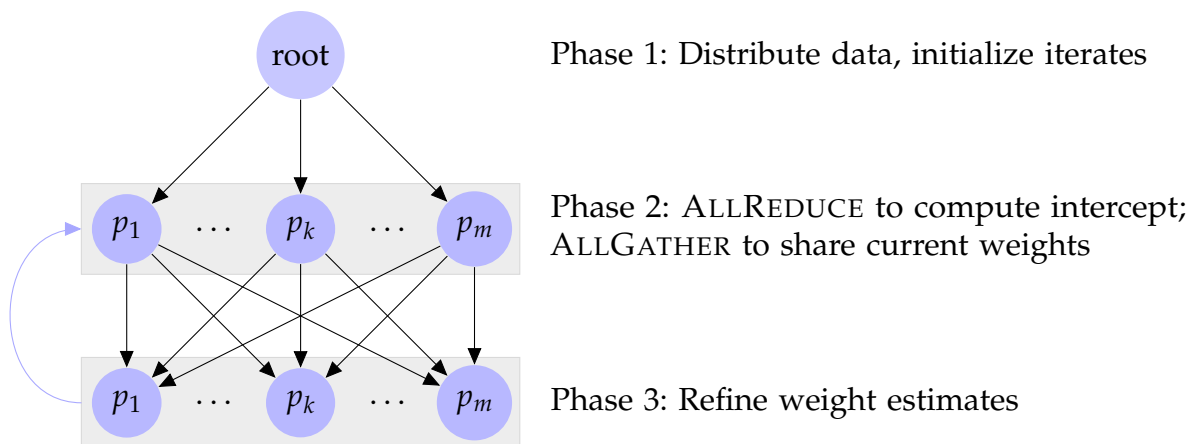 root
Phase 1: Distribute data, initialize iterates
p1 ··· pk ··· pm
Phase 2: ALLREDUCE to compute intercept;
ALLGATHER to share current weights
p1 ··· pk ··· pm
Phase 3: Refine weight estimates